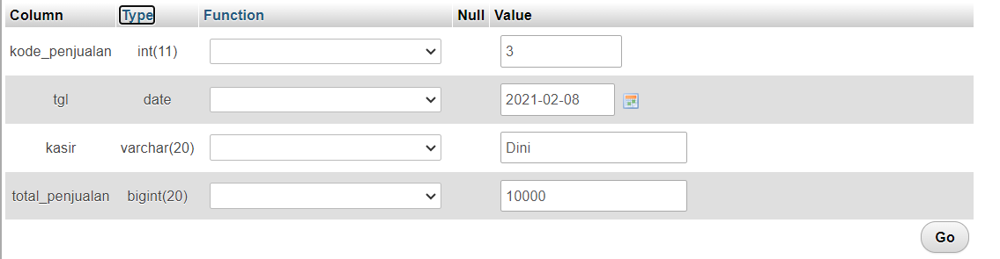 Column Type Function Null Value
kode_penjualan int(11) 3
tgl date 2021-02-08
kasir varchar(20) Dini
total_penjualan bigint(20) 10000
Go